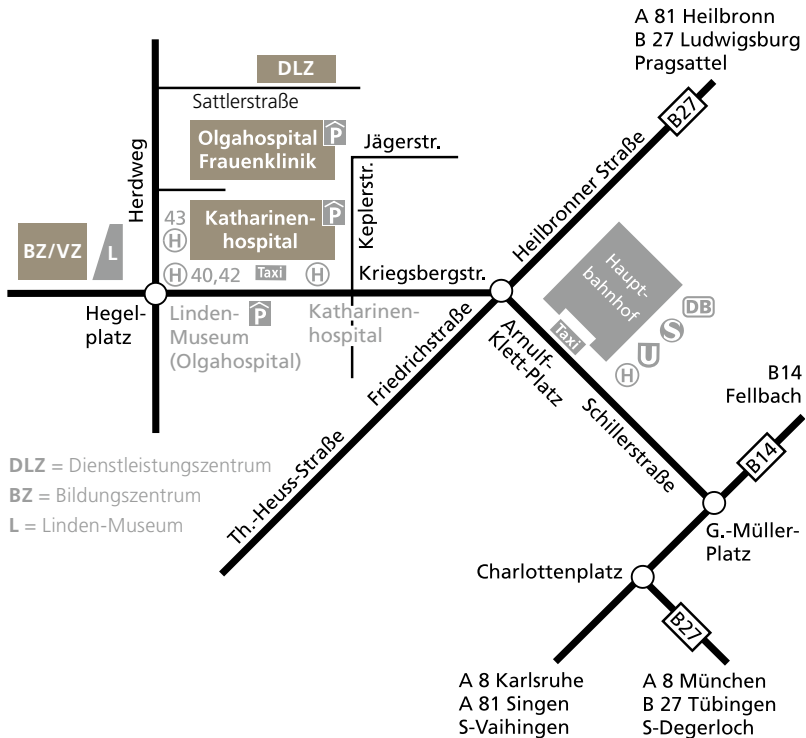 A 81 Heilbronn
B 27 Ludwigsburg
Pragsattel
DLZ
Sattlerstraße
B27
Olgahospital P
Frauenklinik
Jägerstr.
Herdweg
Keplerstr.
Heilbronner Straße
43
H
Katharinen- P
hospital
BZ/VZ
L
H 40,42 Taxi H
Kriegsbergstr.
Haupt-
bahnhof
DB
S
U
H
Taxi
Hegel-
platz
Linden- P
Museum
(Olgahospital)
Katharinen-
hospital
Friedrichstraße
Arnulf-
Klett-Platz
Schillerstraße
B14
Fellbach
B14
DLZ = Dienstleistungszentrum
BZ = Bildungszentrum
L = Linden-Museum
Th.-Heuss-Straße
G.-Müller-
Platz
Charlottenplatz
B27
A 8 Karlsruhe
A 81 Singen
S-Vaihingen
A 8 München
B 27 Tübingen
S-Degerloch